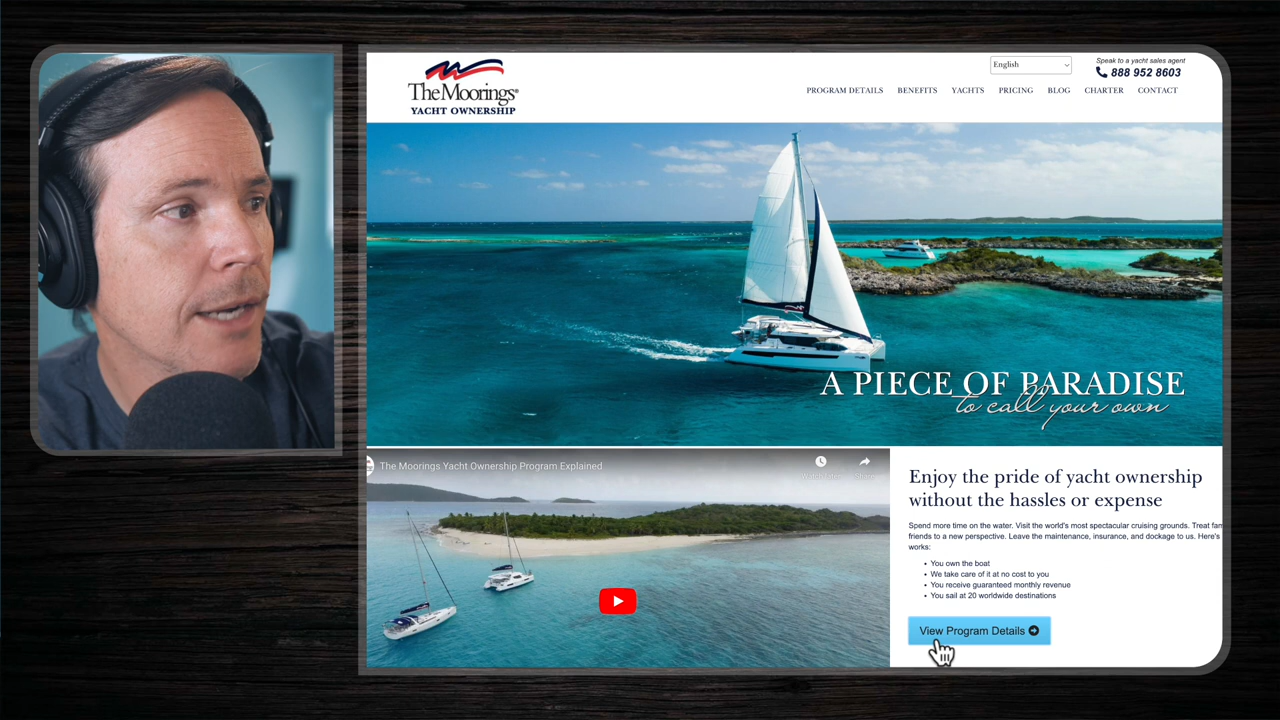 The Moorings®
YACHT OWNERSHIP
English
Speak to a yacht sales agent
888 952 8603
PROGRAM DETAILS BENEFITS YACHTS PRICING BLOG CHARTER CONTACT
A PIECE OF PARADISE
to call your own
The Moorings Yacht Ownership Program Explained
Watch later Share
Enjoy the pride of yacht ownership
without the hassles or expense
Spend more time on the water. Visit the world's most spectacular cruising grounds. Treat fam
friends to a new perspective. Leave the maintenance, insurance, and dockage to us. Here's
works:
• You own the boat
• We take care of it at no cost to you
• You receive guaranteed monthly revenue
• You sail at 20 worldwide destinations
View Program Details